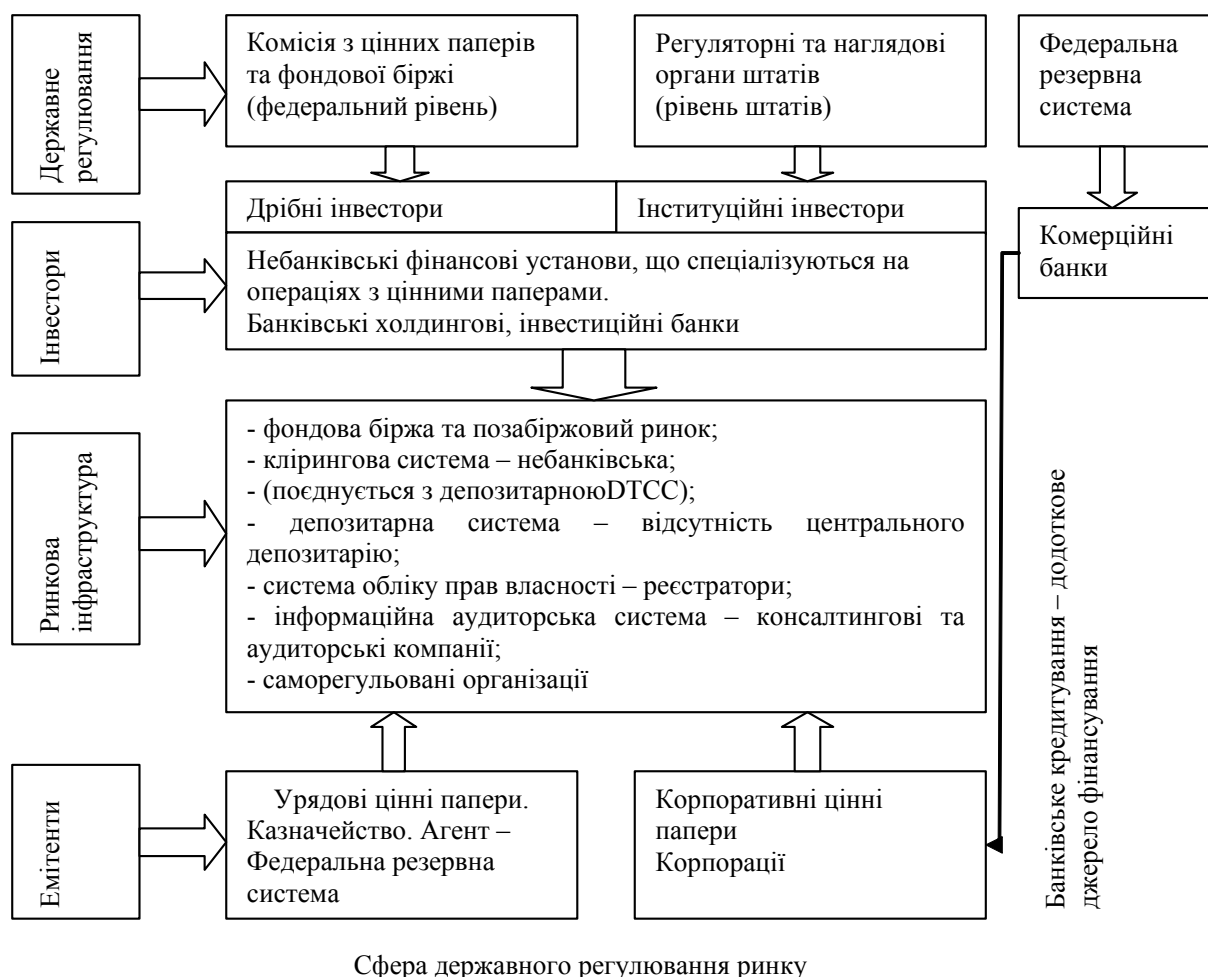 Державне
регулювання
Комісія з цінних паперів
та фондової біржі
(федеральний рівень)
Регуляторні та наглядові
органи штатів
(рівень штатів)
Федеральна
резервна
система
Інвестори
Дрібні інвестори
Інституційні інвестори
Небанківські фінансові установи, що спеціалізуються на
операціях з цінними паперами.
Банківські холдингові, інвестиційні банки
Комерційні
банки
Ринкова
інфраструктура
- фондова біржа та позабіржовий ринок;
- клірингова система – небанківська;
- (поєднується з депозитарноюDTCC);
- депозитарна система – відсутність центрального
депозитарію;
- система обліку прав власності – реєстратори;
- інформаційна аудиторська система – консалтингові та
аудиторські компанії;
- саморегульовані організації
Банківське кредитування – додоткове
джерело фінансування
Емітенти
Урядові цінні папери.
Казначейство. Агент –
Федеральна резервна
система
Корпоративні цінні
папери
Корпорації
Сфера державного регулювання ринку